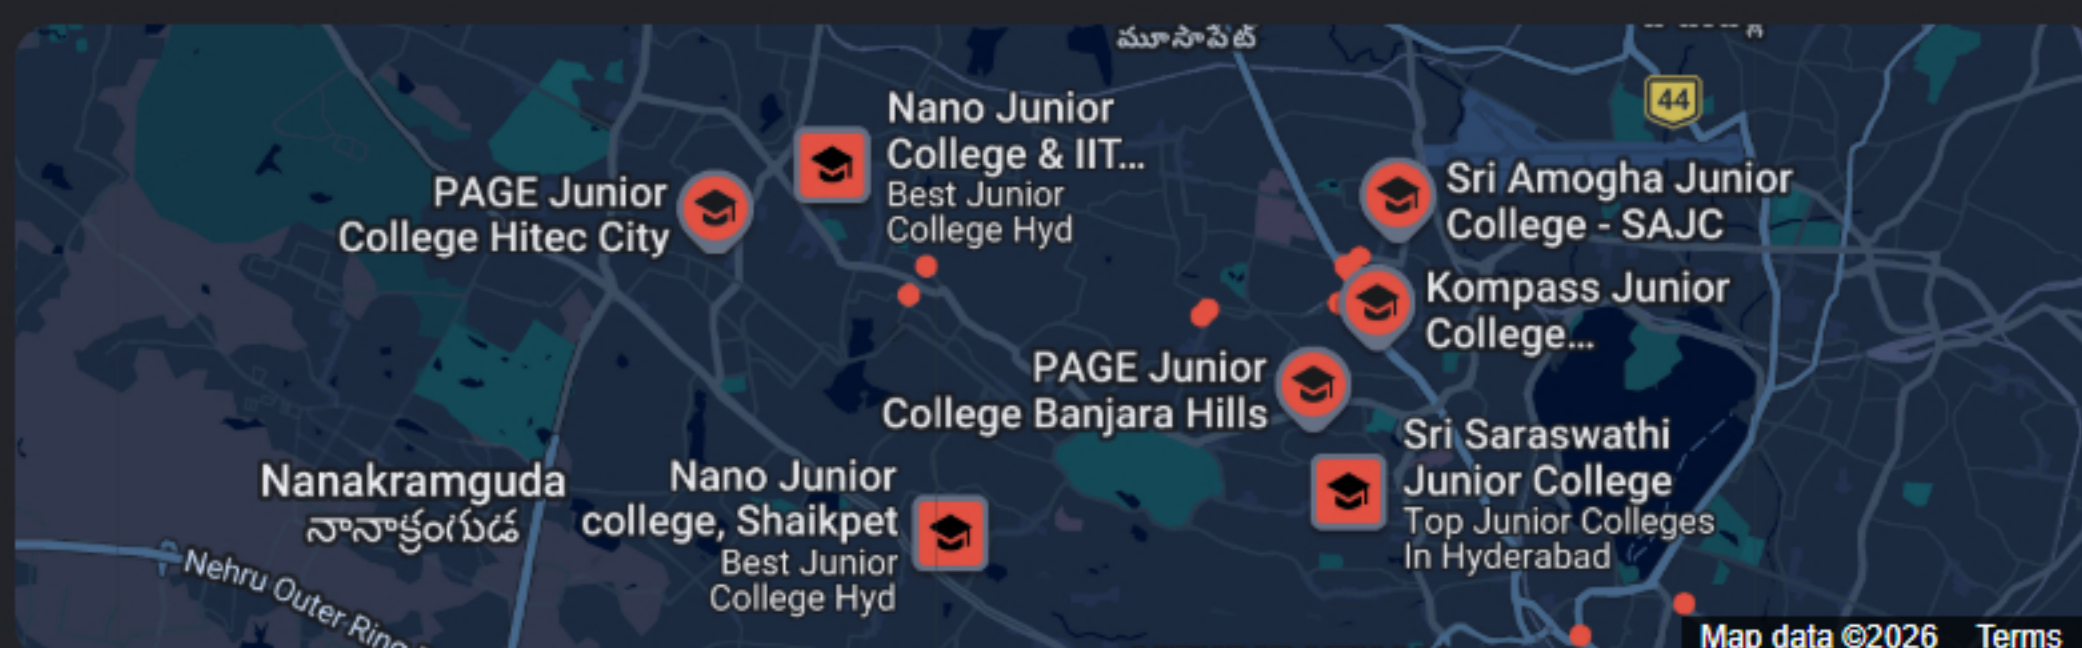 మూసాపేట్
44
Nano Junior
College & IIT...
Best Junior
College Hyd
PAGE Junior
College Hitec City
Sri Amogha Junior
College - SAJC
Kompass Junior
College...
PAGE Junior
College Banjara Hills
Sri Saraswathi
Junior College
Top Junior Colleges
In Hyderabad
Nanakramguda
నానాక్రంగుడ
Nano Junior
college, Shaikpet
Best Junior
College Hyd
Nehru Outer Ring
Map data ©2026 Terms